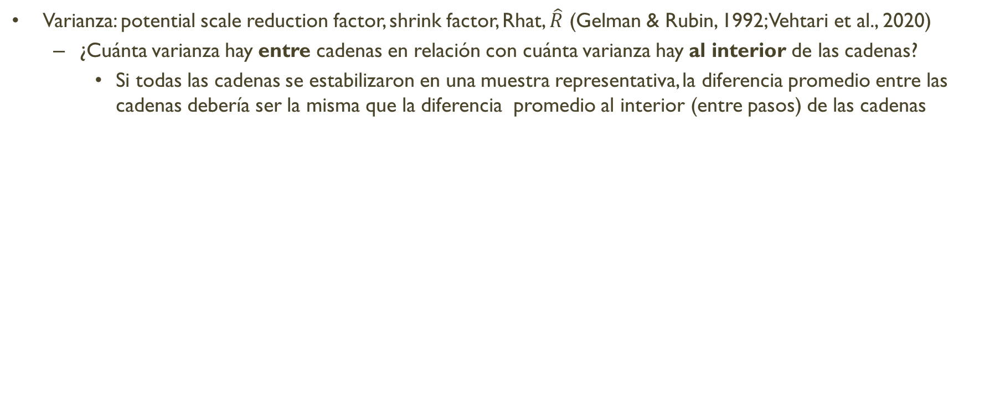 • Varianza: potential scale reduction factor, shrink factor, Rhat, R̂ (Gelman & Rubin, 1992; Vehtari et al., 2020)
– ¿Cuánta varianza hay entre cadenas en relación con cuánta varianza hay al interior de las cadenas?
• Si todas las cadenas se estabilizaron en una muestra representativa, la diferencia promedio entre las
cadenas debería ser la misma que la diferencia promedio al interior (entre pasos) de las cadenas